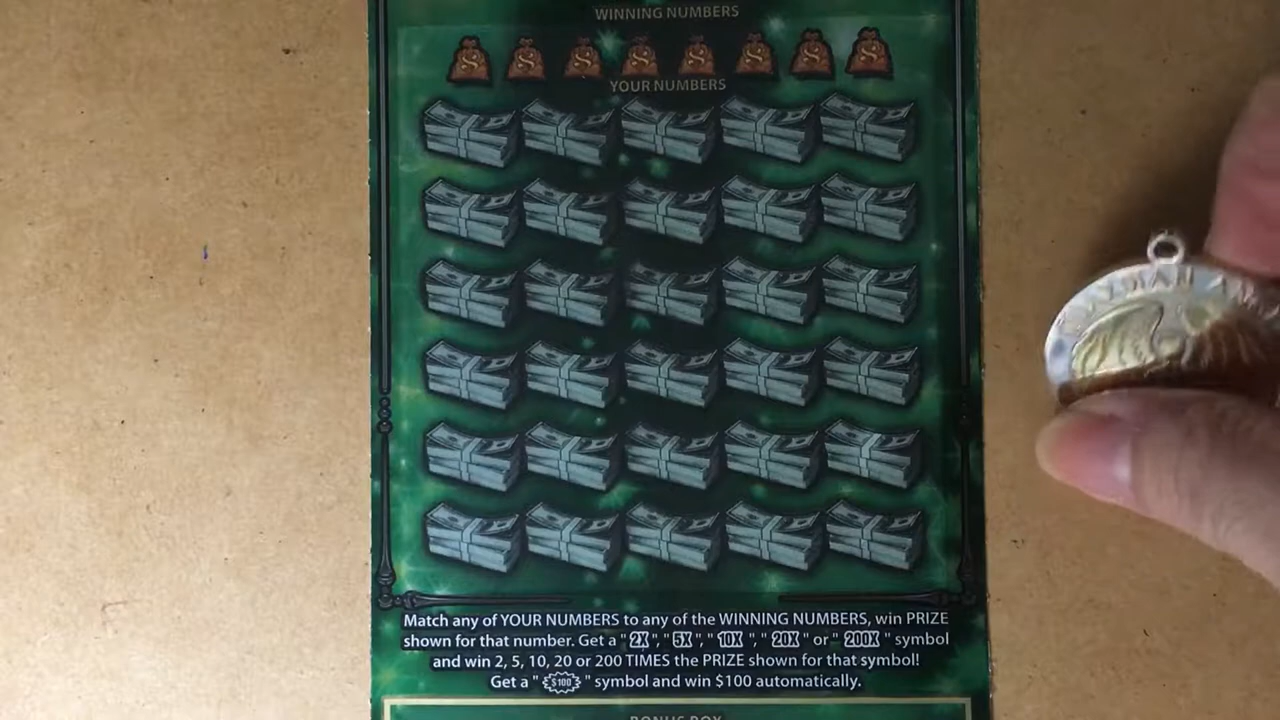 WINNING NUMBERS
YOUR NUMBERS
Match any of YOUR NUMBERS to any of the WINNING NUMBERS, win PRIZE
shown for that number. Get a "2X", "5X", "10X", "20X" or "200X" symbol
and win 2, 5, 10, 20 or 200 TIMES the PRIZE shown for that symbol!
Get a "$100" symbol and win $100 automatically.
BONUS BOX